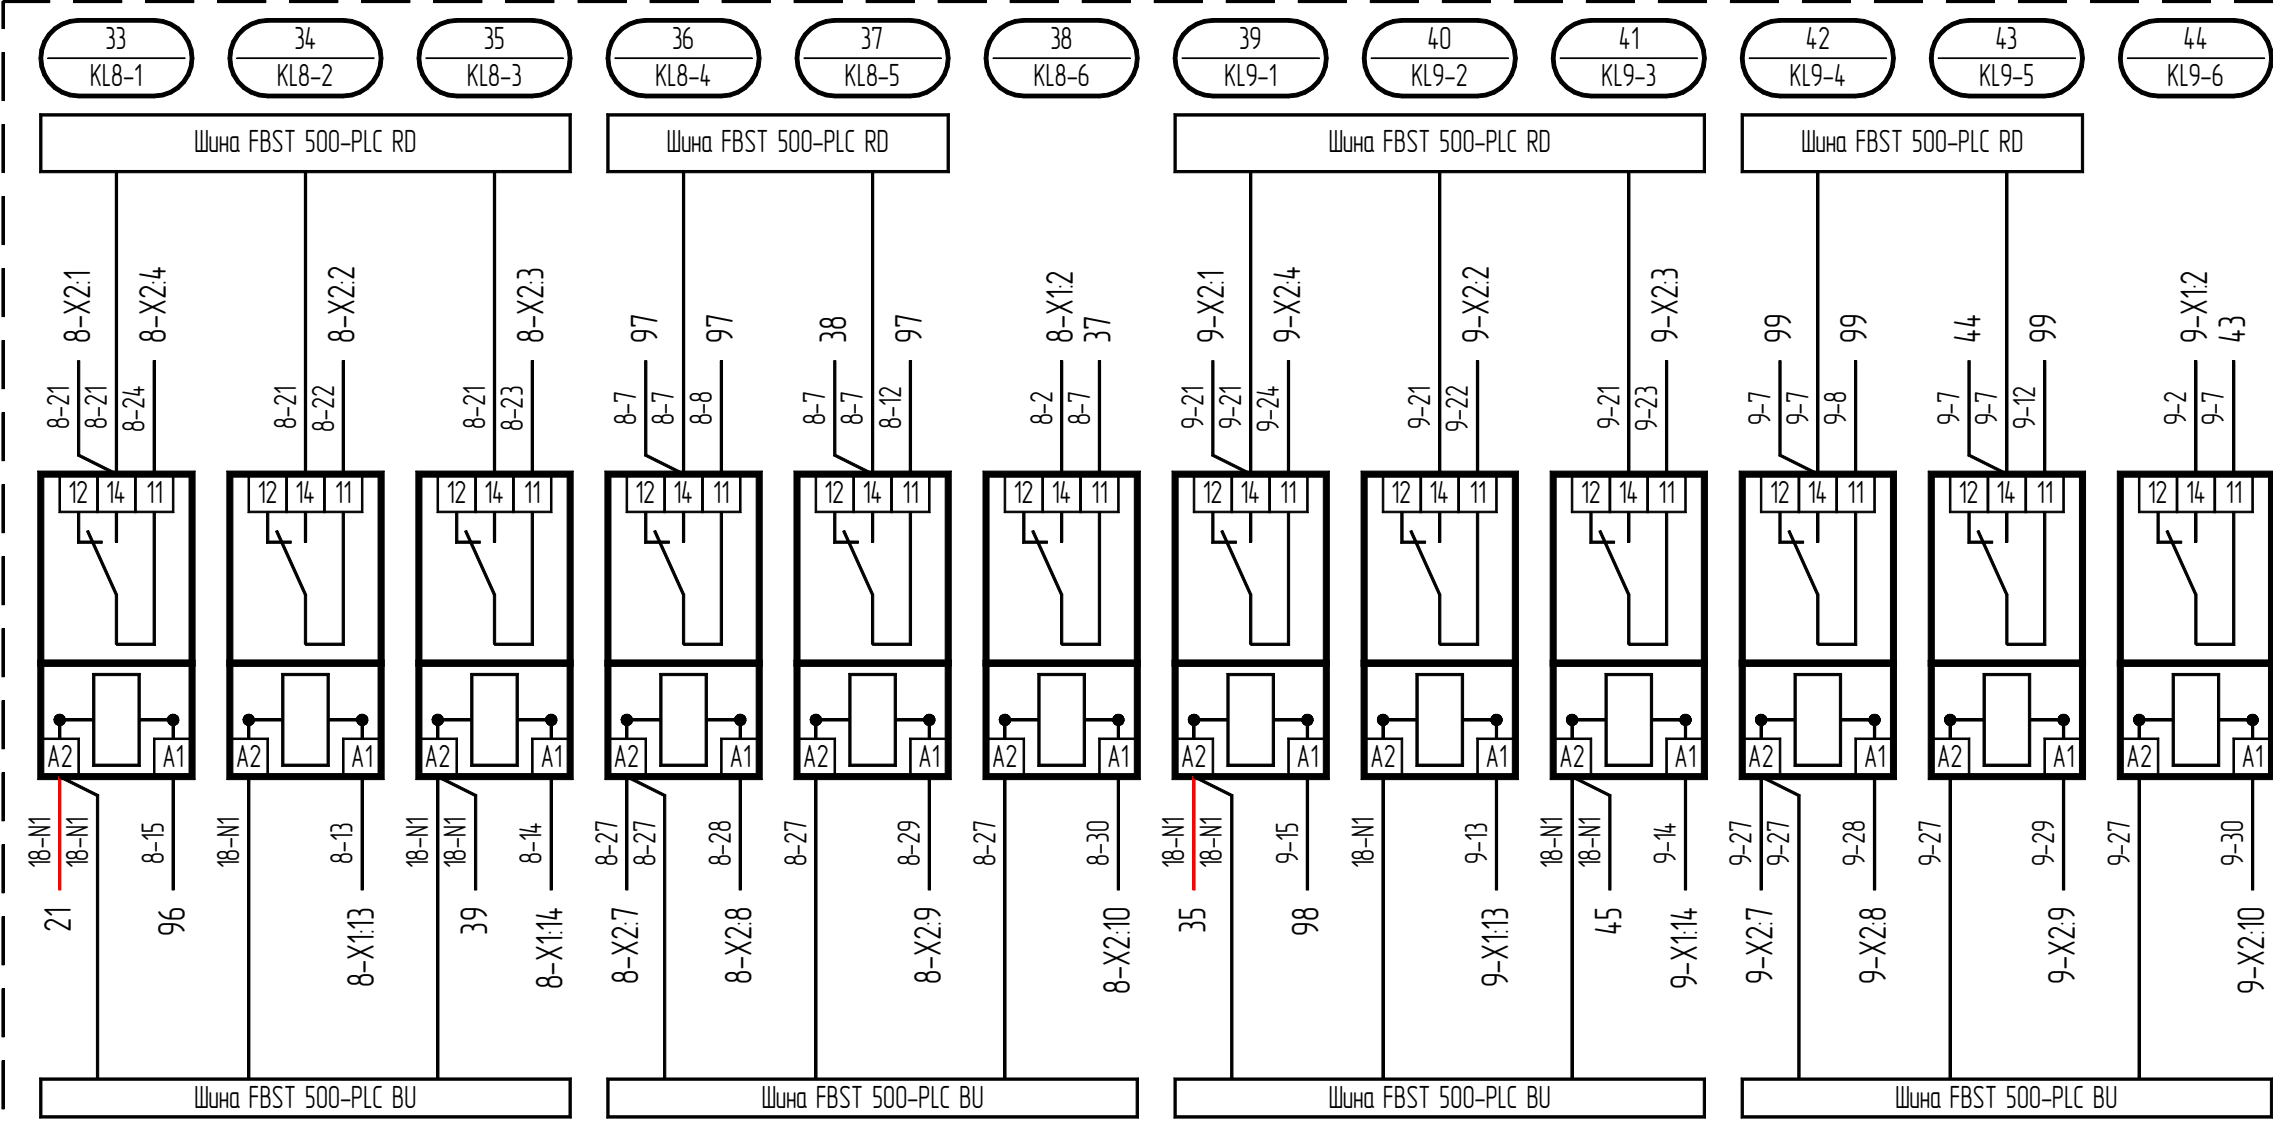 33 34 35 36 37 38 39 40 41 42 43 44
KL8-1 KL8-2 KL8-3 KL8-4 KL8-5 KL8-6 KL9-1 KL9-2 KL9-3 KL9-4 KL9-5 KL9-6
Шина FBST 500-PLC RD Шина FBST 500-PLC RD Шина FBST 500-PLC RD Шина FBST 500-PLC RD
8-X2:1 8-X2:4 8-X2:2 8-X2:3 97 97 38 97 8-X1:2 37 9-X2:1 9-X2:4 9-X2:2 9-X2:3 99 99 44 99 9-X1:2 43
8-21 8-21 8-24 8-21 8-22 8-21 8-23 8-7 8-7 8-8 8-7 8-7 8-12 8-2 8-7 9-21 9-21 9-24 9-21 9-22 9-21 9-23 9-7 9-7 9-8 9-7 9-7 9-12 9-2 9-7
12 14 11 12 14 11 12 14 11 12 14 11 12 14 11 12 14 11 12 14 11 12 14 11 12 14 11 12 14 11 12 14 11 12 14 11
A2 A1 A2 A1 A2 A1 A2 A1 A2 A1 A2 A1 A2 A1 A2 A1 A2 A1 A2 A1 A2 A1 A2 A1
18-N1 18-N1 8-15 18-N1 8-13 18-N1 18-N1 8-14 8-27 8-27 8-28 8-27 8-29 8-27 8-30 18-N1 18-N1 9-15 18-N1 9-13 18-N1 18-N1 9-14 9-27 9-27 9-28 9-27 9-29 9-27 9-30
21 96 8-X1:13 39 8-X1:14 8-X2:7 8-X2:8 8-X2:9 8-X2:10 35 98 9-X1:13 45 9-X1:14 9-X2:7 9-X2:8 9-X2:9 9-X2:10
Шина FBST 500-PLC BU Шина FBST 500-PLC BU Шина FBST 500-PLC BU Шина FBST 500-PLC BU